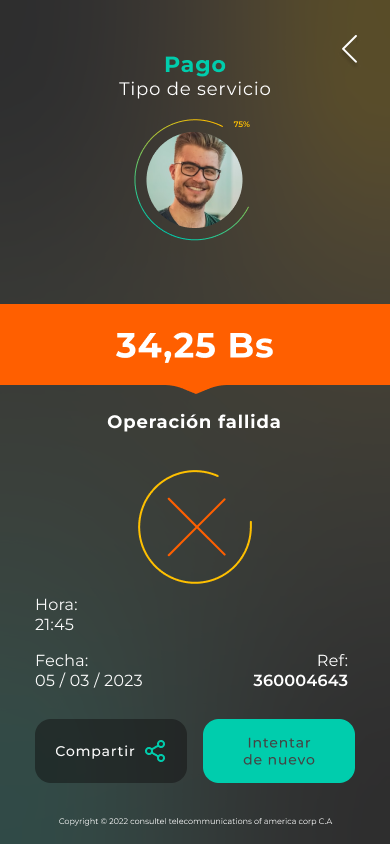 Pago
Tipo de servicio
75%
34,25 Bs
Operación fallida
Hora:
21:45
Fecha:
05 / 03 / 2023
Ref:
360004643
Compartir
Intentar
de nuevo
Copyright © 2022 consultel telecommunications of america corp C.A